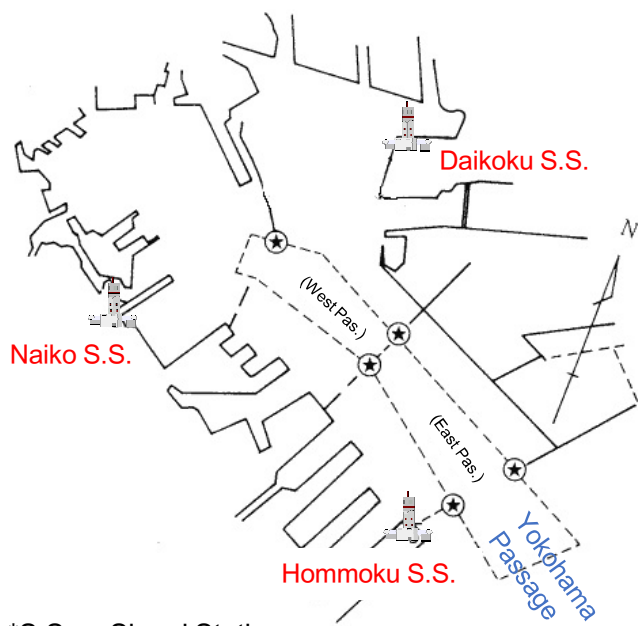 N
Daikoku S.S.
(West Pas.)
Naiko S.S.
(East Pas.)
Hommoku S.S.
Yokohama
Passage